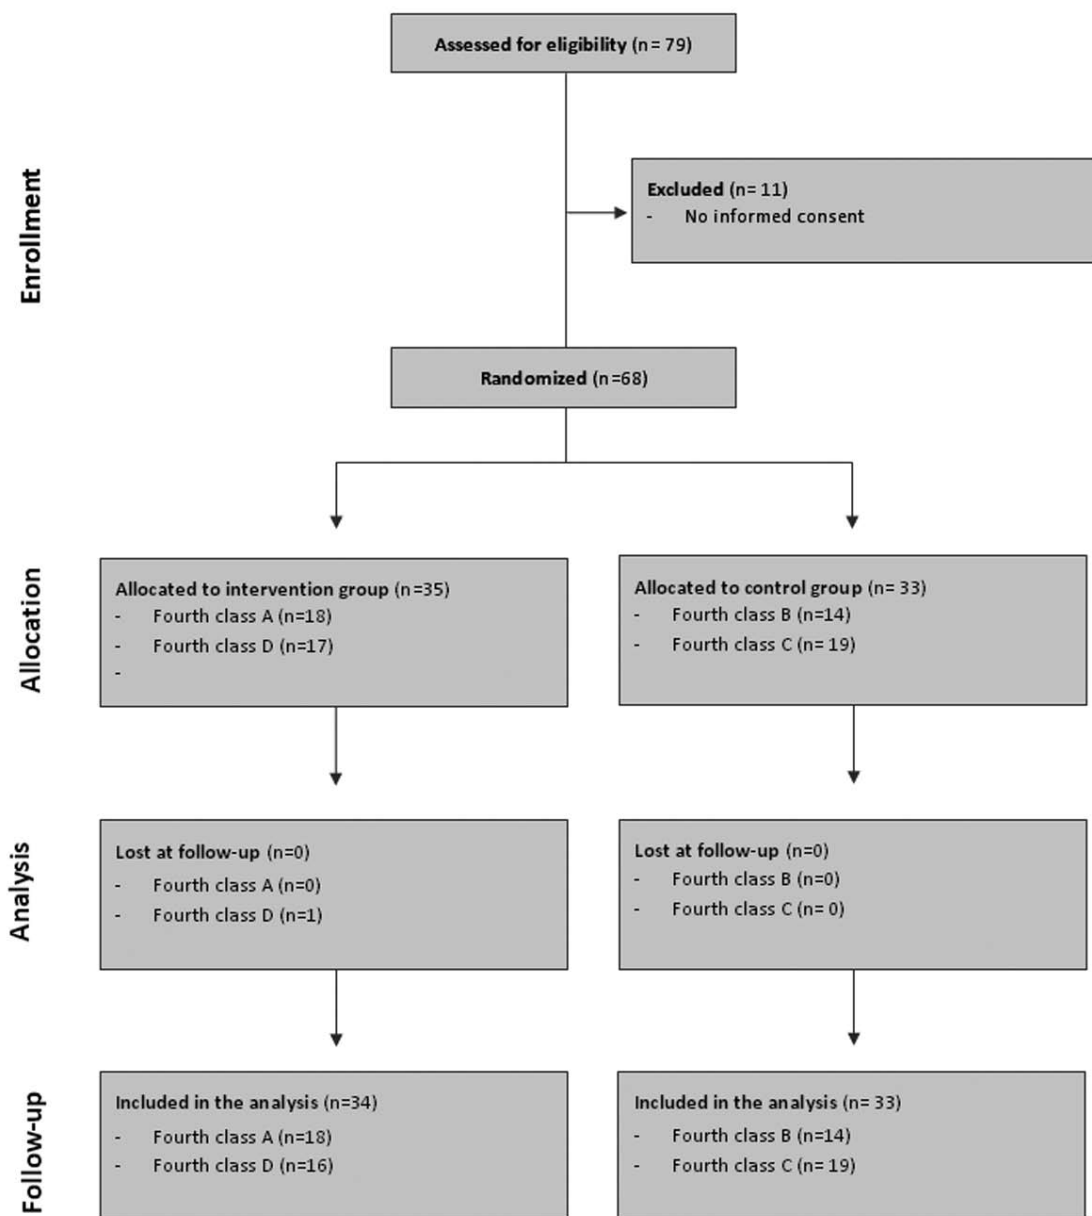 Assessed for eligibility (n= 79)
Enrollment
Excluded (n= 11)
- No informed consent
Randomized (n=68)
Allocation
Allocated to intervention group (n=35)
- Fourth class A (n=18)
- Fourth class D (n=17)
-
Allocated to control group (n= 33)
- Fourth class B (n=14)
- Fourth class C (n= 19)
Analysis
Lost at follow-up (n=0)
- Fourth class A (n=0)
- Fourth class D (n=1)
Lost at follow-up (n=0)
- Fourth class B (n=0)
- Fourth class C (n= 0)
Follow-up
Included in the analysis (n=34)
- Fourth class A (n=18)
- Fourth class D (n=16)
Included in the analysis (n= 33)
- Fourth class B (n=14)
- Fourth class C (n= 19)